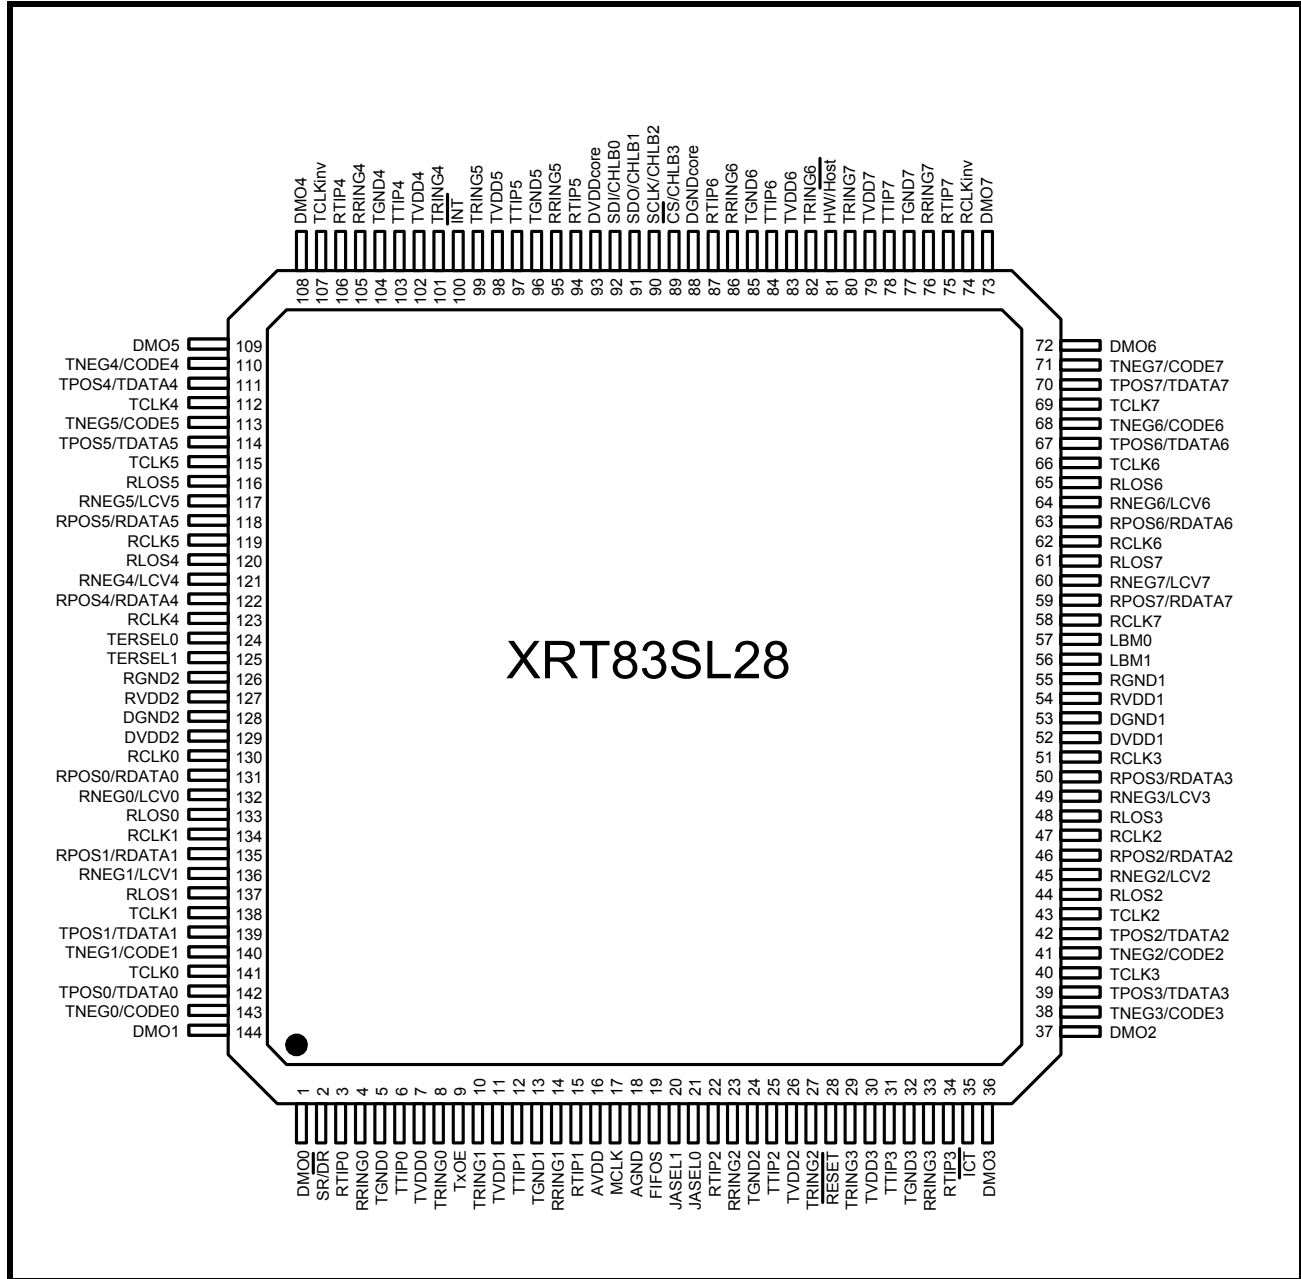 DMO4
TCLKinv
RTIP4
RRING4
TGND4
TTIP4
TVDD4
TRING4
INT
TRING5
TVDD5
TTIP5
TGND5
RRING5
RTIP5
DVDDcore
SDI/CHLB0
SDO/CHLB1
SCLK/CHLB2
CS/CHLB3
DGNDcore
RTIP6
RRING6
TGND6
TTIP6
TVDD6
TRING6
HW/Host
TRING7
TVDD7
TTIP7
TGND7
RRING7
RTIP7
RCLKinv
DMO7
108
107
106
105
104
103
102
101
100
99
98
97
96
95
94
93
92
91
90
89
88
87
86
85
84
83
82
81
80
79
78
77
76
75
74
73
DMO5 109
TNEG4/CODE4 110
TPOS4/TDATA4 111
TCLK4 112
TNEG5/CODE5 113
TPOS5/TDATA5 114
TCLK5 115
RLOS5 116
RNEG5/LCV5 117
RPOS5/RDATA5 118
RCLK5 119
RLOS4 120
RNEG4/LCV4 121
RPOS4/RDATA4 122
RCLK4 123
TERSEL0 124
TERSEL1 125
RGND2 126
RVDD2 127
DGND2 128
DVDD2 129
RCLK0 130
RPOS0/RDATA0 131
RNEG0/LCV0 132
RLOS0 133
RCLK1 134
RPOS1/RDATA1 135
RNEG1/LCV1 136
RLOS1 137
TCLK1 138
TPOS1/TDATA1 139
TNEG1/CODE1 140
TCLK0 141
TPOS0/TDATA0 142
TNEG0/CODE0 143
DMO1 144
XRT83SL28
72 DMO6
71 TNEG7/CODE7
70 TPOS7/TDATA7
69 TCLK7
68 TNEG6/CODE6
67 TPOS6/TDATA6
66 TCLK6
65 RLOS6
64 RNEG6/LCV6
63 RPOS6/RDATA6
62 RCLK6
61 RLOS7
60 RNEG7/LCV7
59 RPOS7/RDATA7
58 RCLK7
57 LBM0
56 LBM1
55 RGND1
54 RVDD1
53 DGND1
52 DVDD1
51 RCLK3
50 RPOS3/RDATA3
49 RNEG3/LCV3
48 RLOS3
47 RCLK2
46 RPOS2/RDATA2
45 RNEG2/LCV2
44 RLOS2
43 TCLK2
42 TPOS2/TDATA2
41 TNEG2/CODE2
40 TCLK3
39 TPOS3/TDATA3
38 TNEG3/CODE3
37 DMO2
1
2
3
4
5
6
7
8
9
10
11
12
13
14
15
16
17
18
19
20
21
22
23
24
25
26
27
28
29
30
31
32
33
34
35
36
DMO0
SR/DR
RTIP0
RRING0
TGND0
TTIP0
TVDD0
TRING0
TxOE
TRING1
TVDD1
TTIP1
TGND1
RRING1
RTIP1
AVDD
MCLK
AGND
FIFOS
JASEL1
JASEL0
RTIP2
RRING2
TGND2
TTIP2
TVDD2
TRING2
RESET
TRING3
TVDD3
TTIP3
TGND3
RRING3
RTIP3
ICT
DMO3